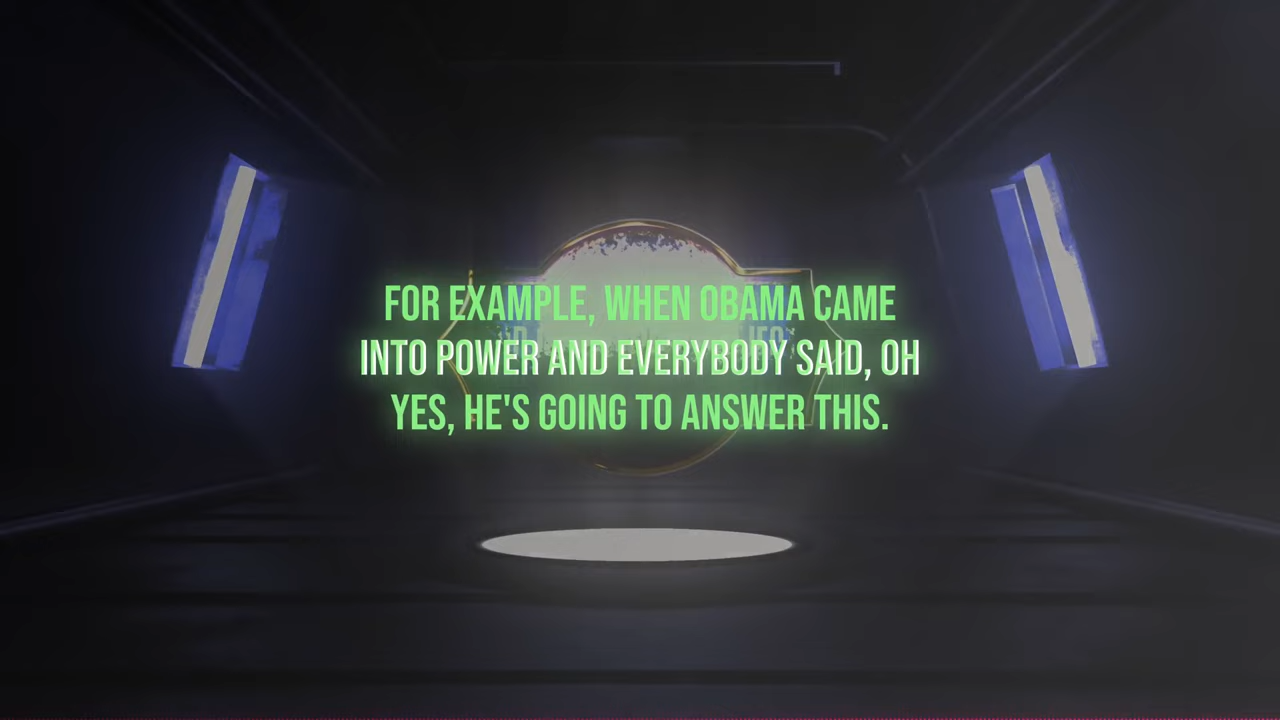 FOR EXAMPLE, WHEN OBAMA CAME
INTO POWER AND EVERYBODY SAID, OH
YES, HE'S GOING TO ANSWER THIS.